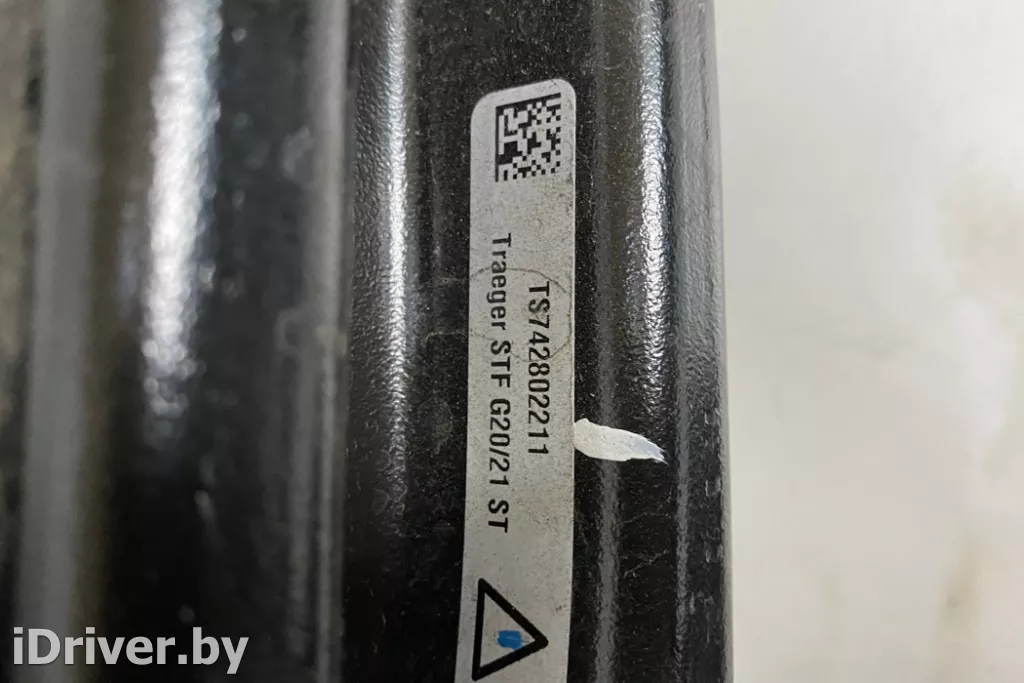 TS742802211
Traeger STF G20/21 ST
iDriver.by